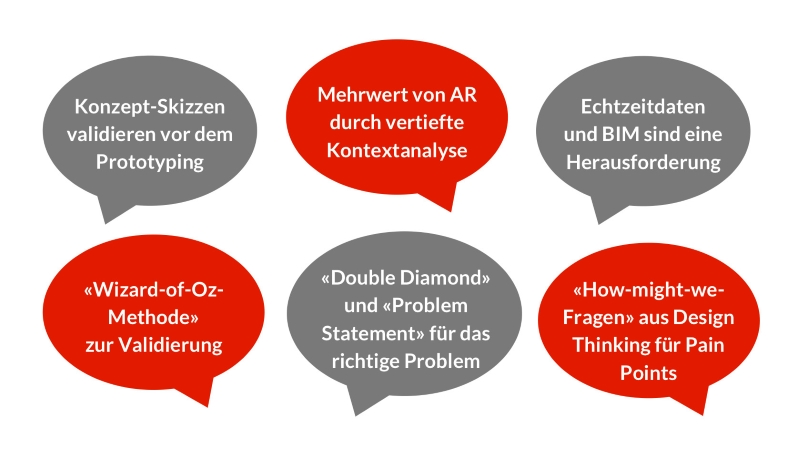 Konzept-Skizzen
validieren vor dem
Prototyping
Mehrwert von AR
durch vertiefte
Kontextanalyse
Echtzeitdaten
und BIM sind eine
Herausforderung
«Wizard-of-Oz-
Methode»
zur Validierung
«Double Diamond»
und «Problem
Statement» für das
richtige Problem
«How-might-we-
Fragen» aus Design
Thinking für Pain
Points